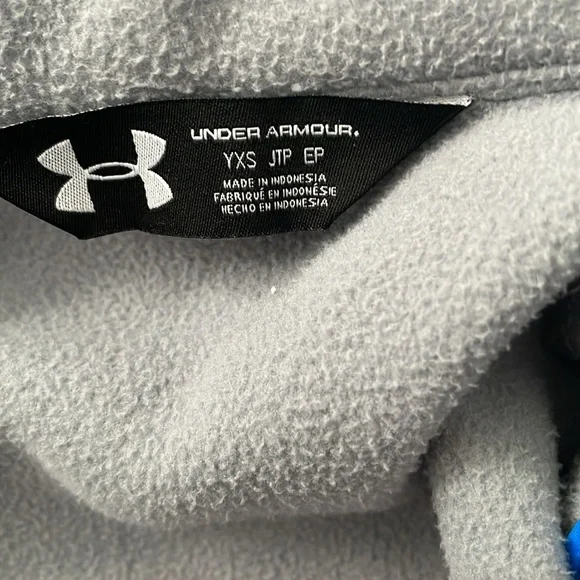 UNDER ARMOUR.
YXS JTP EP
MADE IN INDONESIA
FABRIQUÉ EN INDONÉSIE
HECHO EN INDONESIA